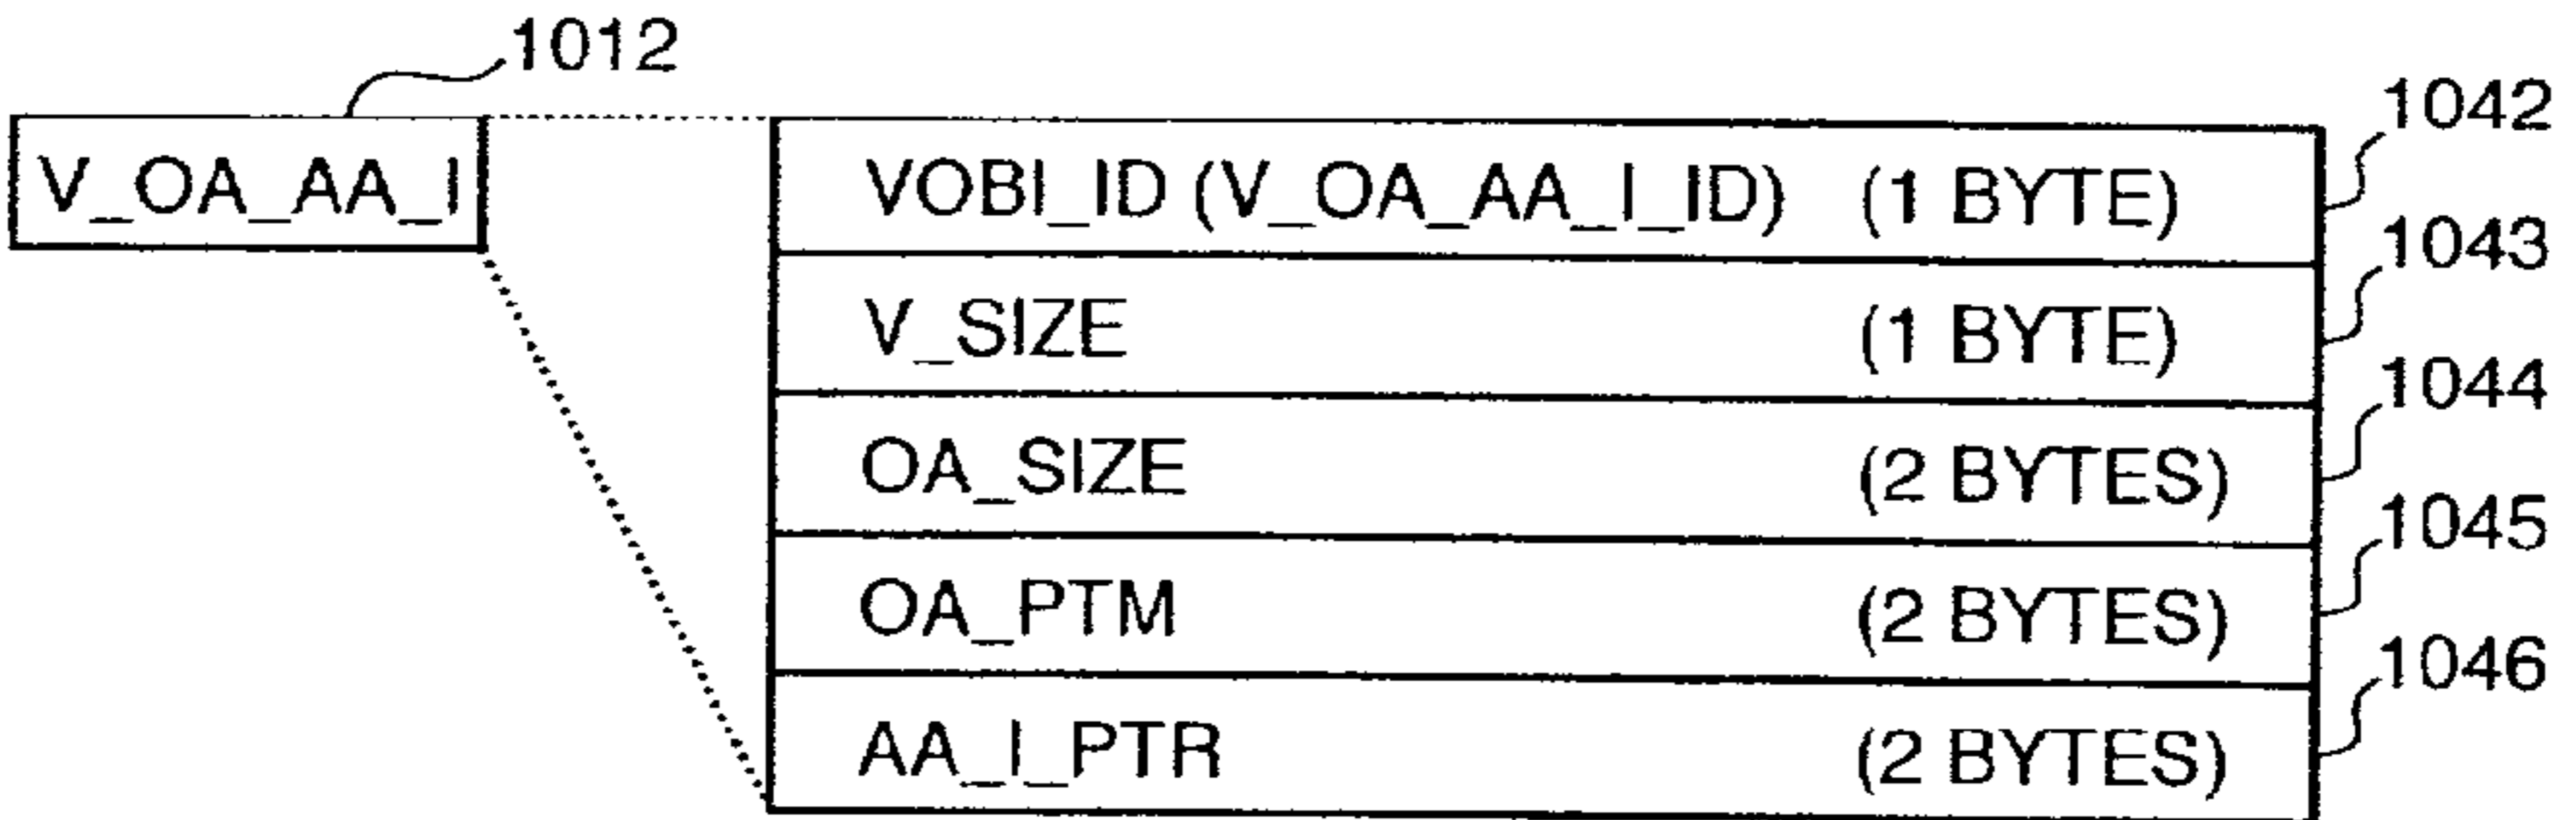 1012
V_OA_AA_I
VOBI_ID (V_OA_AA_I_ID) (1 BYTE) 1042
V_SIZE (1 BYTE) 1043
OA_SIZE (2 BYTES) 1044
OA_PTM (2 BYTES) 1045
AA_I_PTR (2 BYTES) 1046